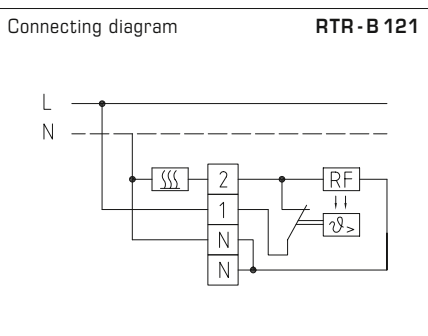 Connecting diagram RTR-B 121
L
N
2 RF
1
ϑ>
N
N